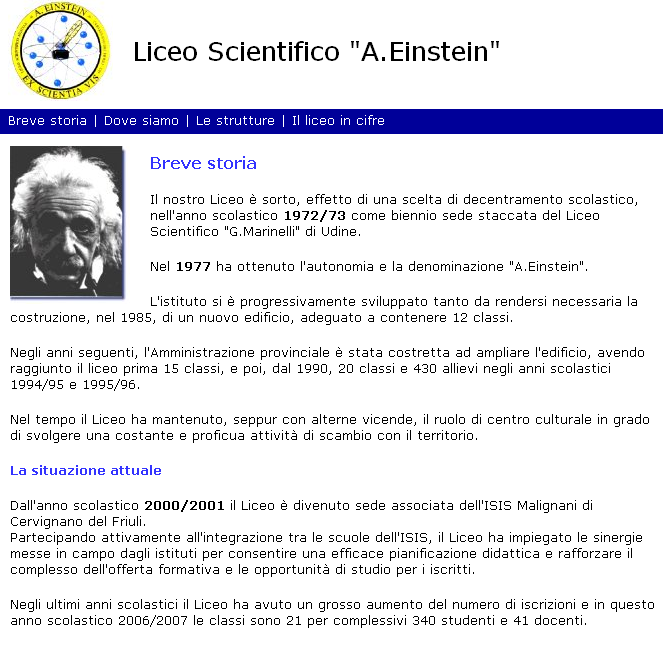 A. EINSTEIN
EX SCIENTIA VIS
Liceo Scientifico "A.Einstein"
Breve storia | Dove siamo | Le strutture | Il liceo in cifre
Breve storia
Il nostro Liceo è sorto, effetto di una scelta di decentramento scolastico,
nell'anno scolastico 1972/73 come biennio sede staccata del Liceo
Scientifico "G.Marinelli" di Udine.
Nel 1977 ha ottenuto l'autonomia e la denominazione "A.Einstein".
L'istituto si è progressivamente sviluppato tanto da rendersi necessaria la
costruzione, nel 1985, di un nuovo edificio, adeguato a contenere 12 classi.
Negli anni seguenti, l'Amministrazione provinciale è stata costretta ad ampliare l'edificio, avendo
raggiunto il liceo prima 15 classi, e poi, dal 1990, 20 classi e 430 allievi negli anni scolastici
1994/95 e 1995/96.
Nel tempo il Liceo ha mantenuto, seppur con alterne vicende, il ruolo di centro culturale in grado
di svolgere una costante e proficua attività di scambio con il territorio.
La situazione attuale
Dall'anno scolastico 2000/2001 il Liceo è divenuto sede associata dell'ISIS Malignani di
Cervignano del Friuli.
Partecipando attivamente all'integrazione tra le scuole dell'ISIS, il Liceo ha impiegato le sinergie
messe in campo dagli istituti per consentire una efficace pianificazione didattica e rafforzare il
complesso dell'offerta formativa e le opportunità di studio per i iscritti.
Negli ultimi anni scolastici il Liceo ha avuto un grosso aumento del numero di iscrizioni e in questo
anno scolastico 2006/2007 le classi sono 21 per complessivi 340 studenti e 41 docenti.